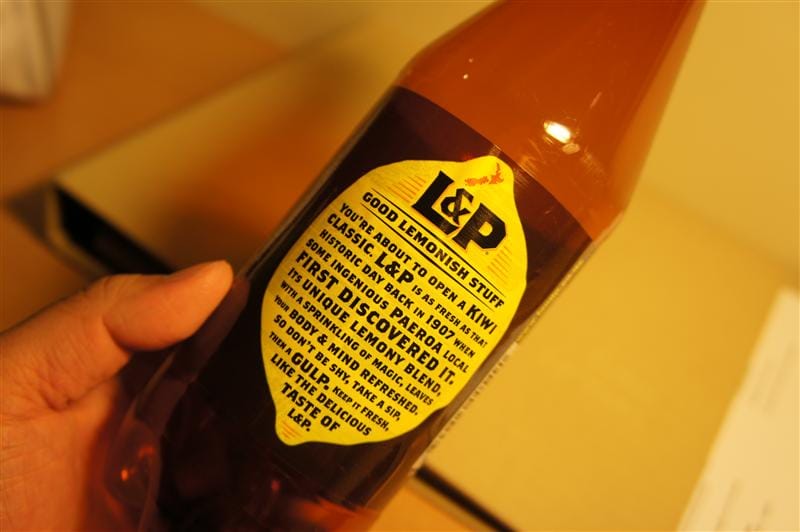 L&P
GOOD LEMONISH STUFF
YOU'RE ABOUT TO OPEN A KIWI
CLASSIC. L&P IS AS FRESH AS THAT
HISTORIC DAY BACK IN 1907 WHEN
SOME INGENIOUS PAEROA LOCAL
FIRST DISCOVERED IT.
ITS UNIQUE LEMONY BLEND,
WITH A SPRINKLING OF MAGIC, LEAVES
YOUR BODY & MIND REFRESHED.
SO DON'T BE SHY, TAKE A SIP,
THEN A GULP. KEEP IT FRESH,
LIKE THE DELICIOUS
TASTE OF
L&P.